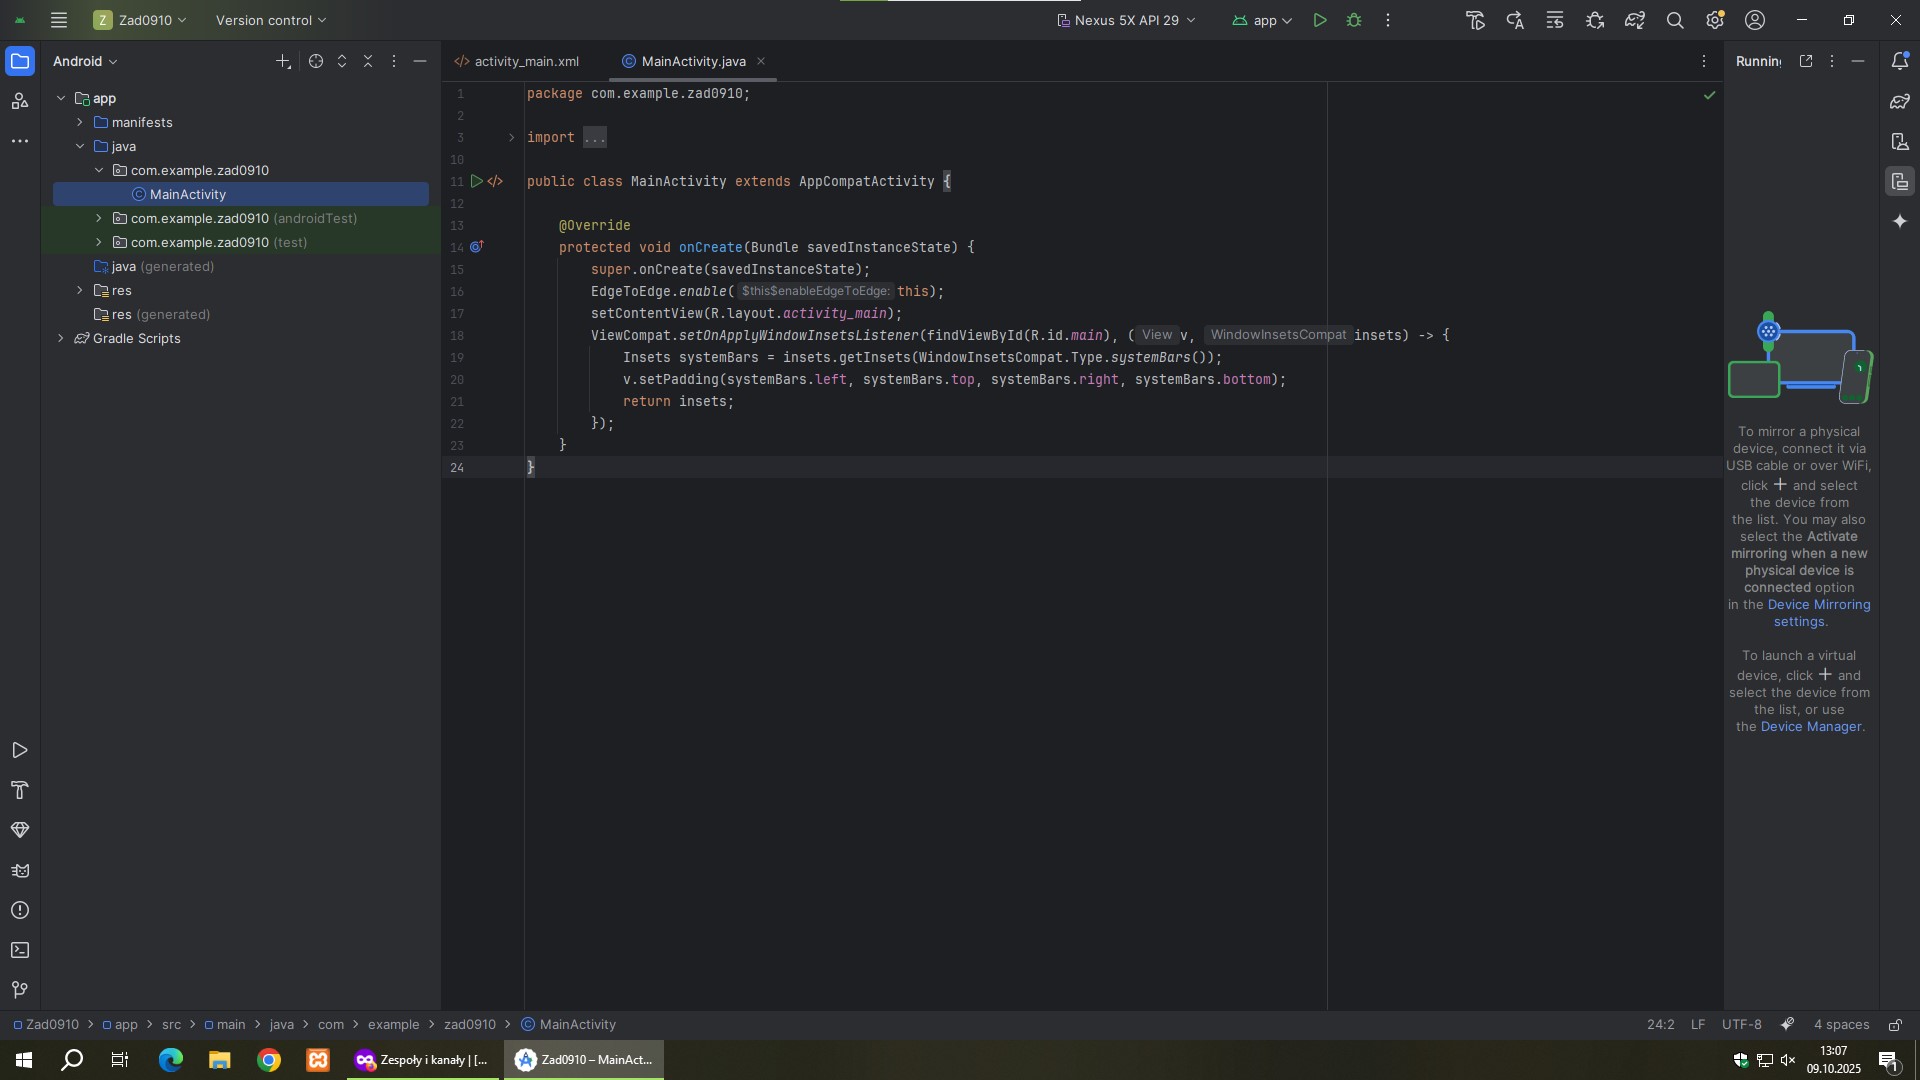 Z Zad0910 Version control Nexus 5X API 29 app
Android
activity_main.xml MainActivity.java Running
app
manifests
java
com.example.zad0910
MainActivity
com.example.zad0910 (androidTest)
com.example.zad0910 (test)
java (generated)
res
res (generated)
Gradle Scripts
1 package com.example.zad0910;
2
3 import ...
10
11 public class MainActivity extends AppCompatActivity {
12
13 @Override
14 protected void onCreate(Bundle savedInstanceState) {
15 super.onCreate(savedInstanceState);
16 EdgeToEdge.enable( $this$enableEdgeToEdge: this);
17 setContentView(R.layout.activity_main);
18 ViewCompat.setOnApplyWindowInsetsListener(findViewById(R.id.main), ( View v, WindowInsetsCompat insets) -> {
19 Insets systemBars = insets.getInsets(WindowInsetsCompat.Type.systemBars());
20 v.setPadding(systemBars.left, systemBars.top, systemBars.right, systemBars.bottom);
21 return insets;
22 });
23 }
24 }
To mirror a physical
device, connect it via
USB cable or over WiFi,
click + and select
the device from
the list. You may also
select the Activate
mirroring when a new
physical device is
connected option
in the Device Mirroring
settings.
To launch a virtual
device, click + and
select the device from
the list, or use
the Device Manager.
Zad0910 > app > src > main > java > com > example > zad0910 > MainActivity 24:2 LF UTF-8 4 spaces
Zespoły i kanały | [... Zad0910 – MainAct...
13:07
09.10.2025
1